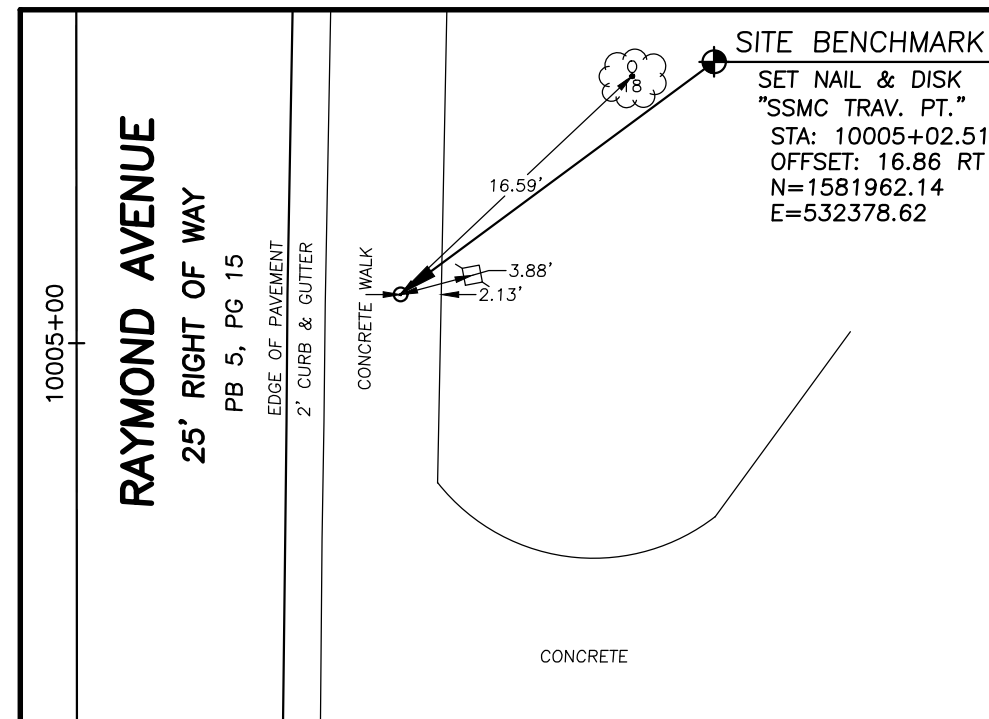 SITE BENCHMARK
SET NAIL & DISK
"SSMC TRAV. PT."
STA: 10005+02.51
OFFSET: 16.86 RT
N=1581962.14
E=532378.62
18
16.59'
3.88'
2.13'
10005+00
RAYMOND AVENUE
25' RIGHT OF WAY
PB 5, PG 15
EDGE OF PAVEMENT
2' CURB & GUTTER
CONCRETE WALK
CONCRETE